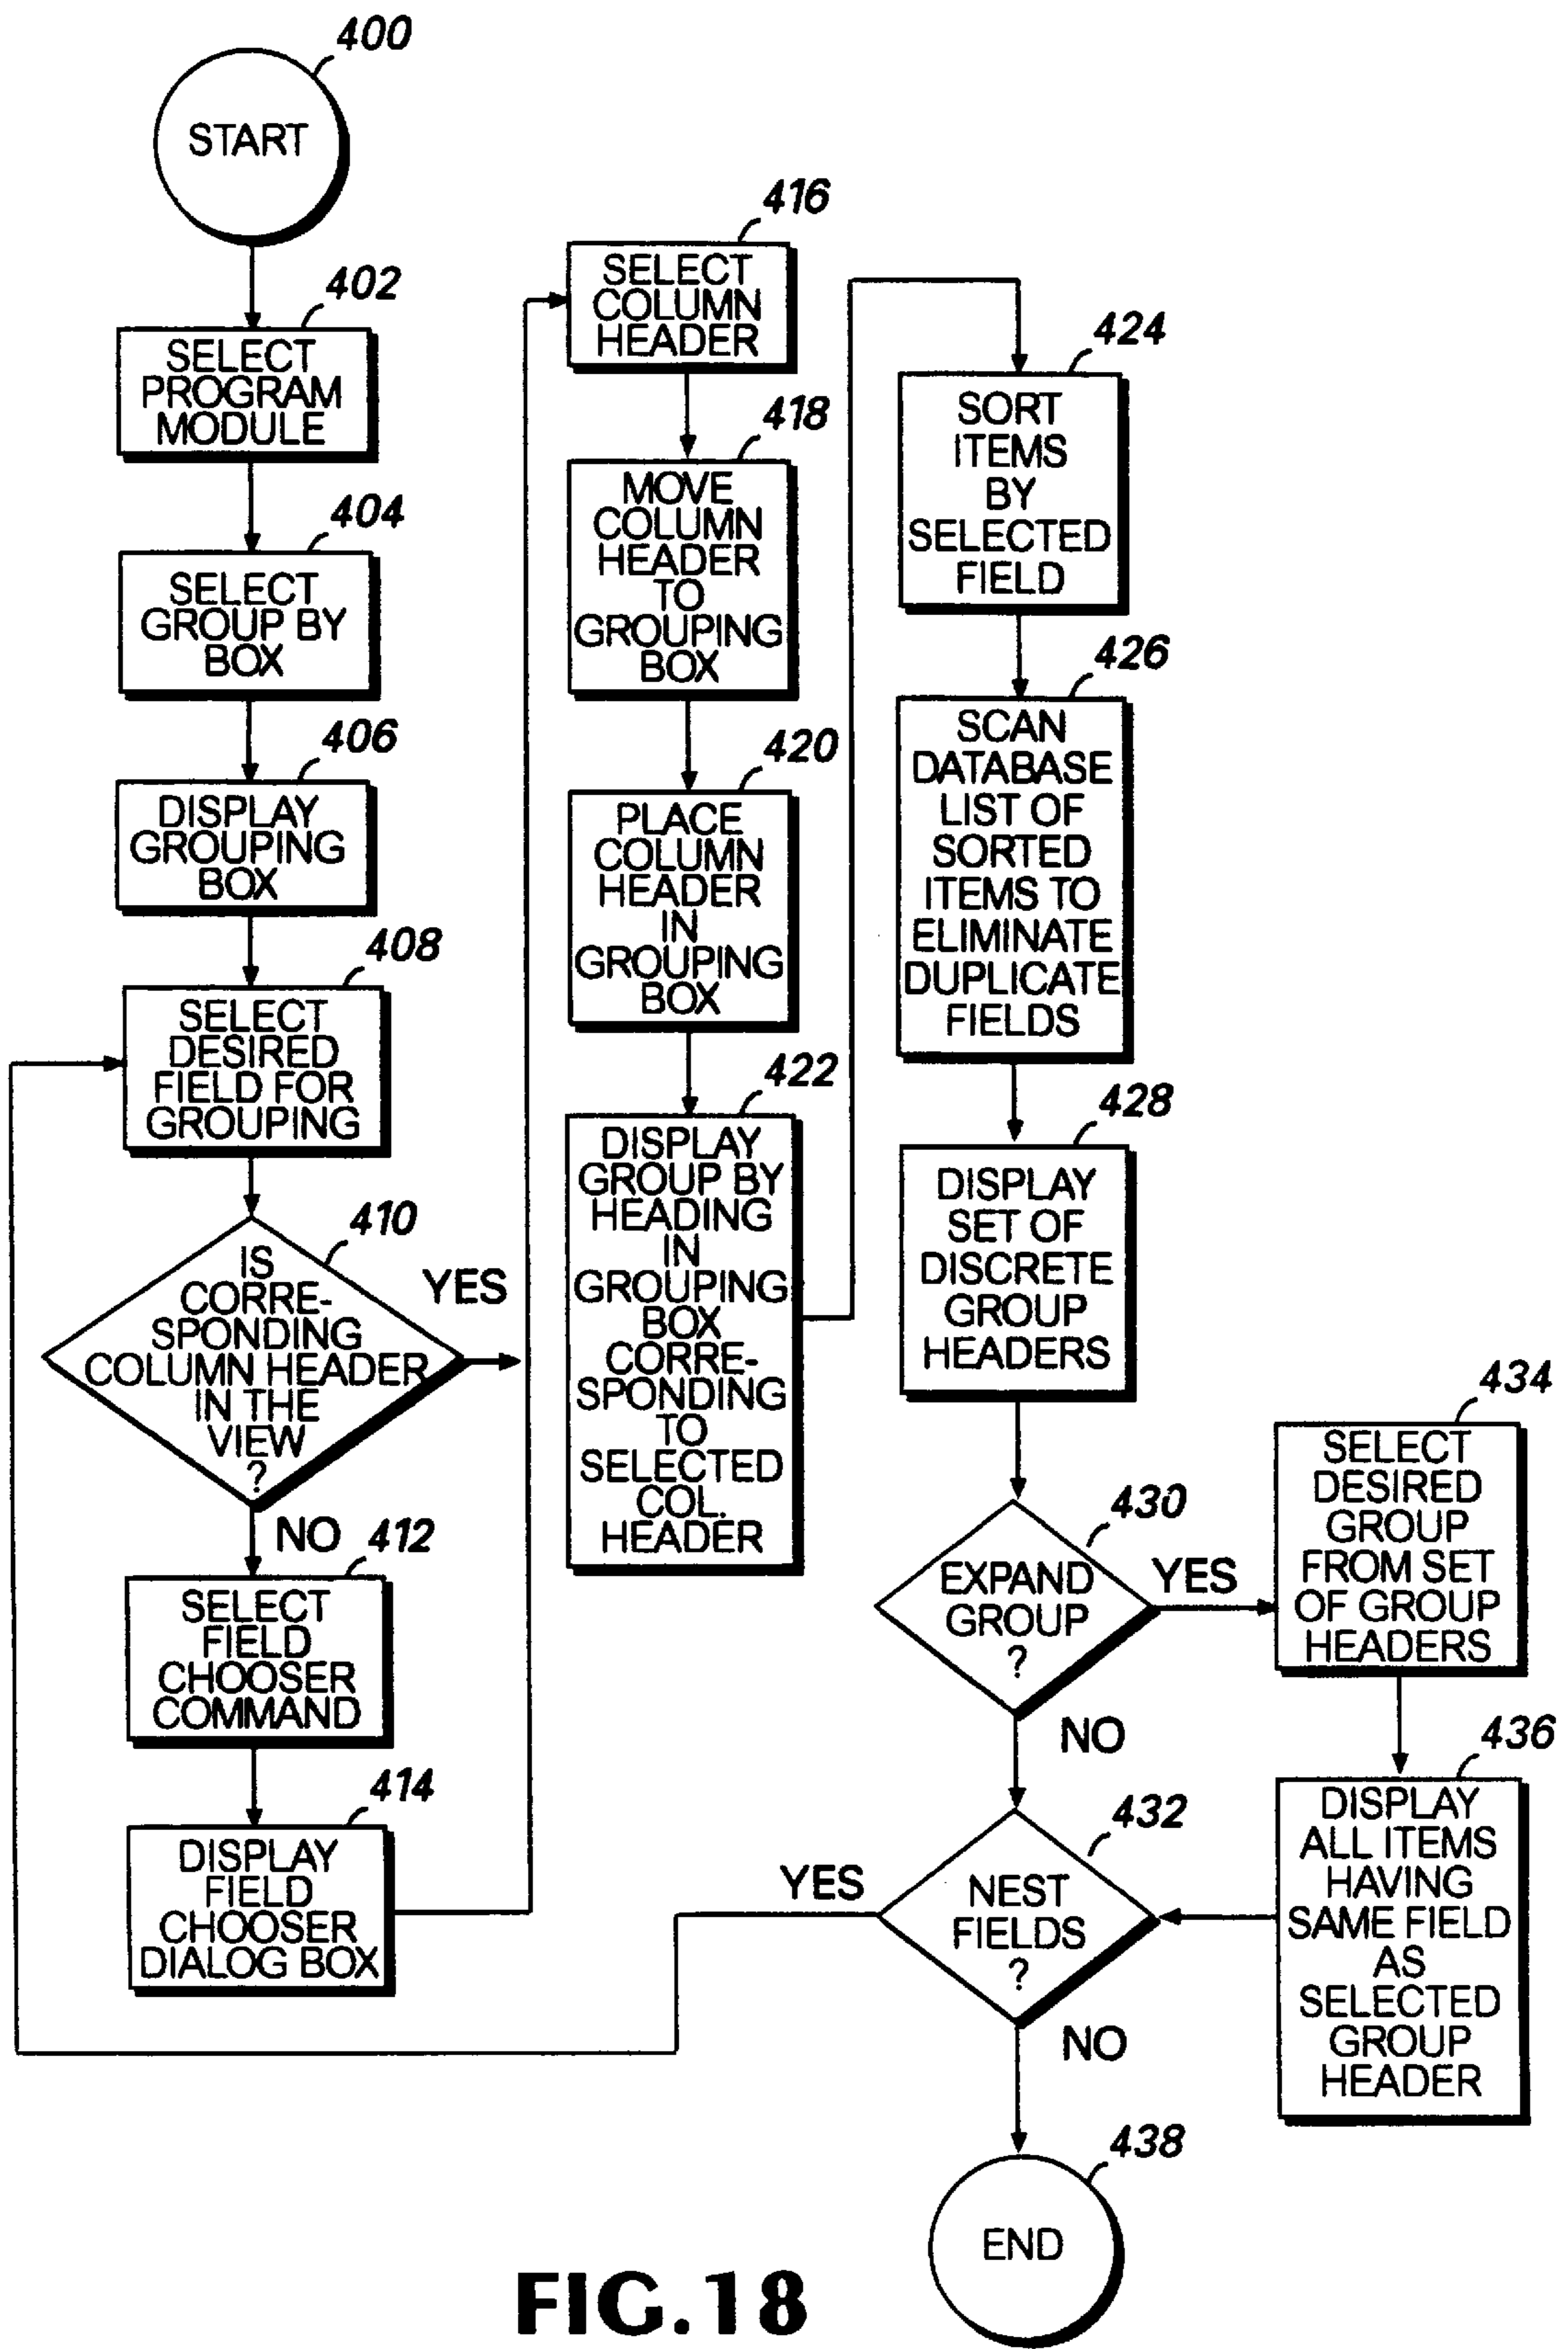 400
START
402
SELECT
PROGRAM
MODULE
404
SELECT
GROUP BY
BOX
406
DISPLAY
GROUPING
BOX
408
SELECT
DESIRED
FIELD FOR
GROUPING
410
IS
CORRE-
SPONDING
COLUMN HEADER
IN THE
VIEW
?
YES
NO
412
SELECT
FIELD
CHOOSER
COMMAND
414
DISPLAY
FIELD
CHOOSER
DIALOG BOX
416
SELECT
COLUMN
HEADER
418
MOVE
COLUMN
HEADER
TO
GROUPING
BOX
420
PLACE
COLUMN
HEADER
IN
GROUPING
BOX
422
DISPLAY
GROUP BY
HEADING
IN
GROUPING
BOX
CORRE-
SPONDING
TO
SELECTED
COL.
HEADER
424
SORT
ITEMS
BY
SELECTED
FIELD
426
SCAN
DATABASE
LIST OF
SORTED
ITEMS TO
ELIMINATE
DUPLICATE
FIELDS
428
DISPLAY
SET OF
DISCRETE
GROUP
HEADERS
430
EXPAND
GROUP
?
YES
NO
434
SELECT
DESIRED
GROUP
FROM SET
OF GROUP
HEADERS
436
DISPLAY
ALL ITEMS
HAVING
SAME FIELD
AS
SELECTED
GROUP
HEADER
432
NEST
FIELDS
?
YES
NO
438
END
FIG.18